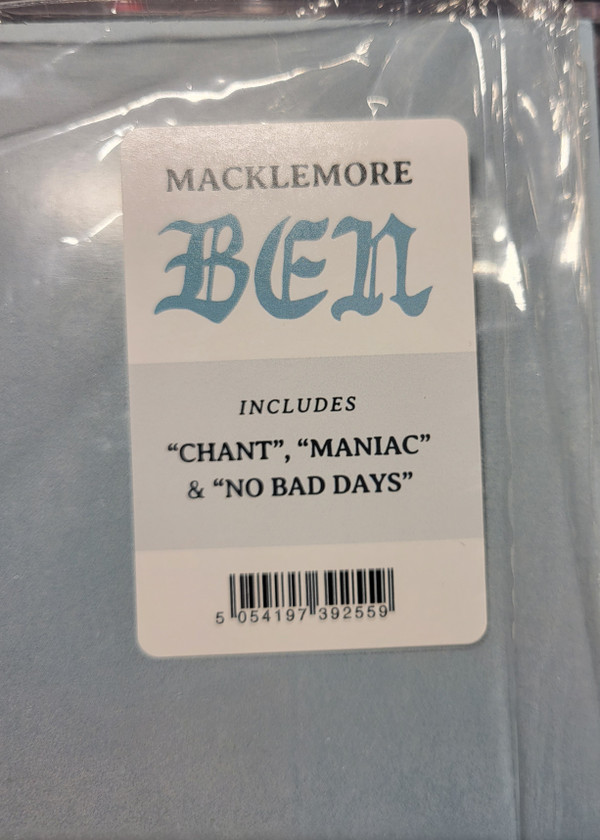 MACKLEMORE
BEN
INCLUDES
“CHANT”, “MANIAC”
& “NO BAD DAYS”
5 054197 392559